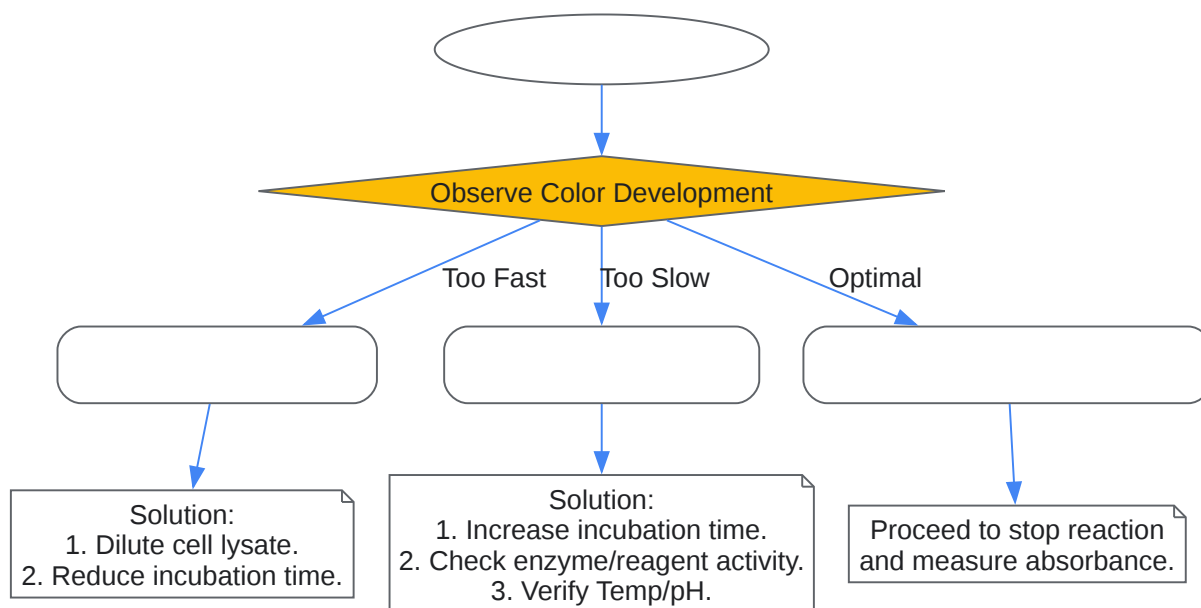 Observe Color Development
Too Fast
Too Slow
Optimal
Solution:
1. Dilute cell lysate.
2. Reduce incubation time.
Solution:
1. Increase incubation time.
2. Check enzyme/reagent activity.
3. Verify Temp/pH.
Proceed to stop reaction
and measure absorbance.